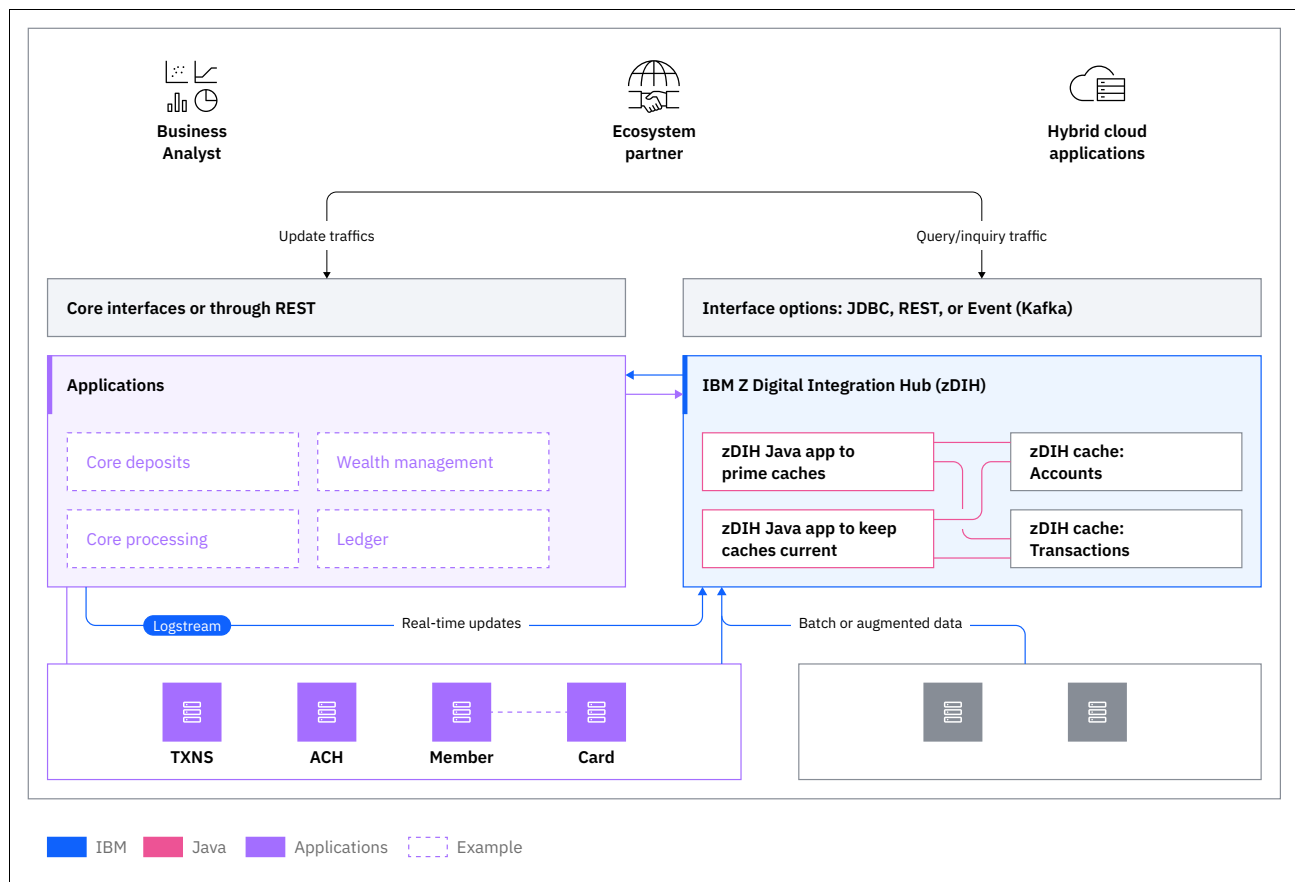 Business
Analyst
Ecosystem
partner
Hybrid cloud
applications
Update traffics
Query/inquiry traffic
Core interfaces or through REST
Interface options: JDBC, REST, or Event (Kafka)
Applications
IBM Z Digital Integration Hub (zDIH)
Core deposits
Wealth management
zDIH Java app to
prime caches
zDIH cache:
Accounts
Core processing
Ledger
zDIH Java app to keep
caches current
zDIH cache:
Transactions
Logstream
Real-time updates
Batch or augmented data
TXNS
ACH
Member
Card
IBM
Java
Applications
Example